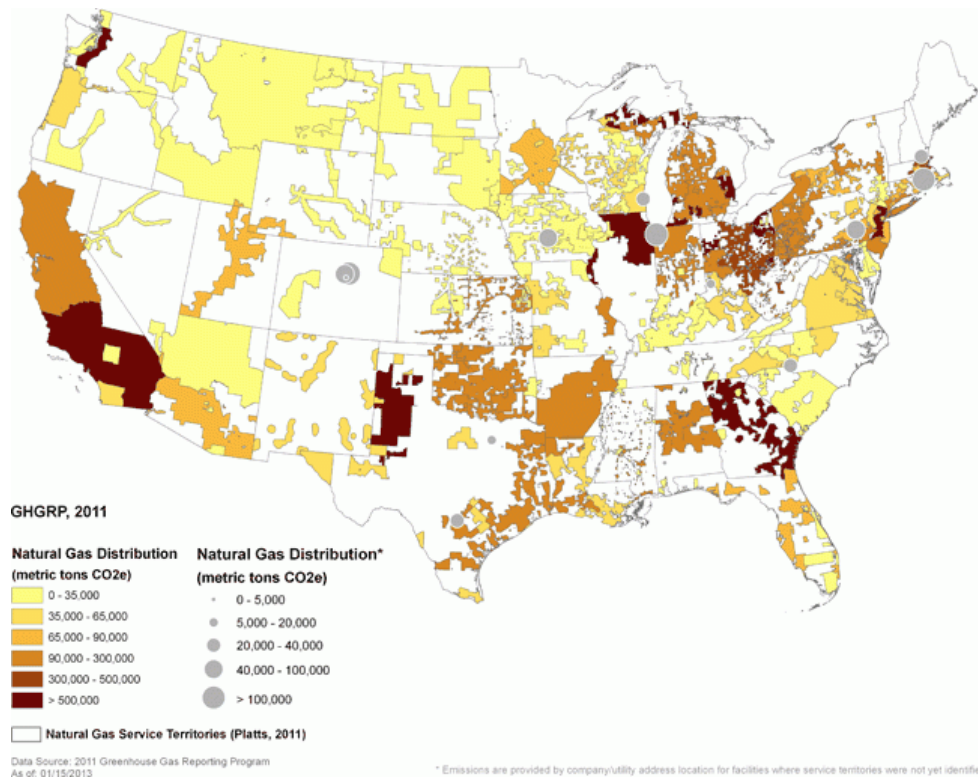 GHGRP, 2011
Natural Gas Distribution
(metric tons CO2e)
0 - 35,000
35,000 - 65,000
65,000 - 90,000
90,000 - 300,000
300,000 - 500,000
> 500,000
Natural Gas Distribution*
(metric tons CO2e)
0 - 5,000
5,000 - 20,000
20,000 - 40,000
40,000 - 100,000
> 100,000
Natural Gas Service Territories (Platts, 2011)
Data Source: 2011 Greenhouse Gas Reporting Program
As of: 01/15/2013
* Emissions are provided by company/utility address location for facilities where service territories were not yet identifie